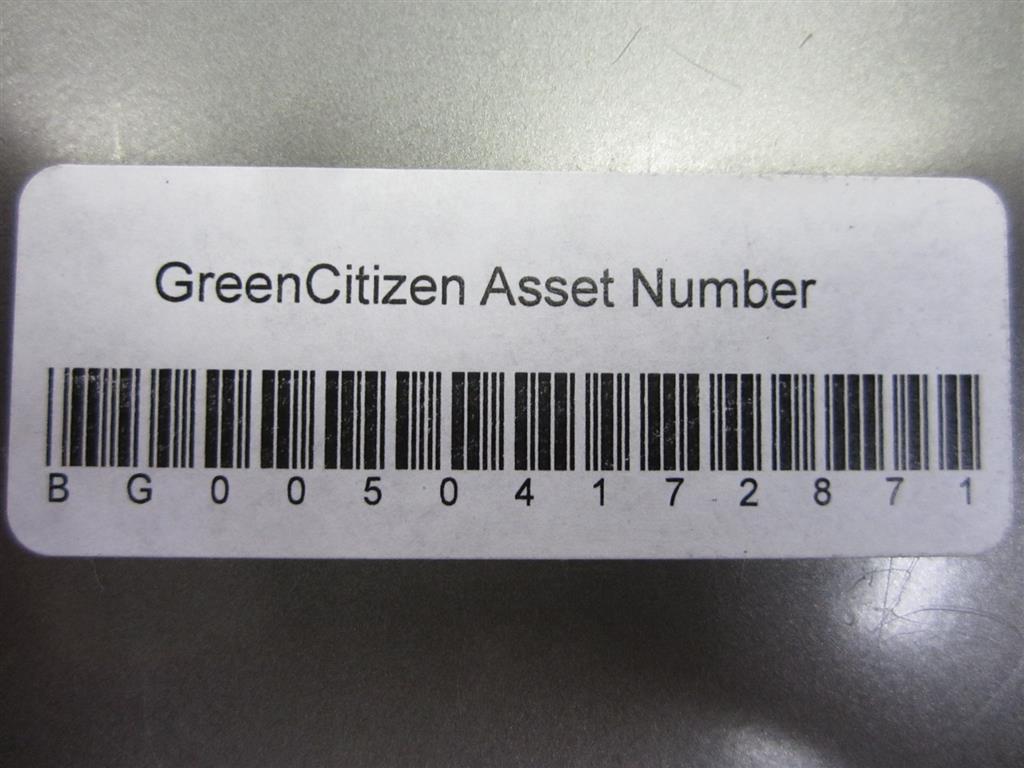 GreenCitizen Asset Number
B G 0 0 5 0 4 1 7 2 8 7 1